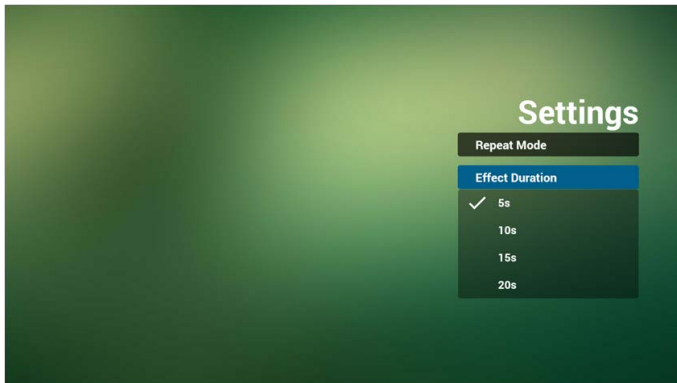 Settings
Repeat Mode
Effect Duration
5s
10s
15s
20s